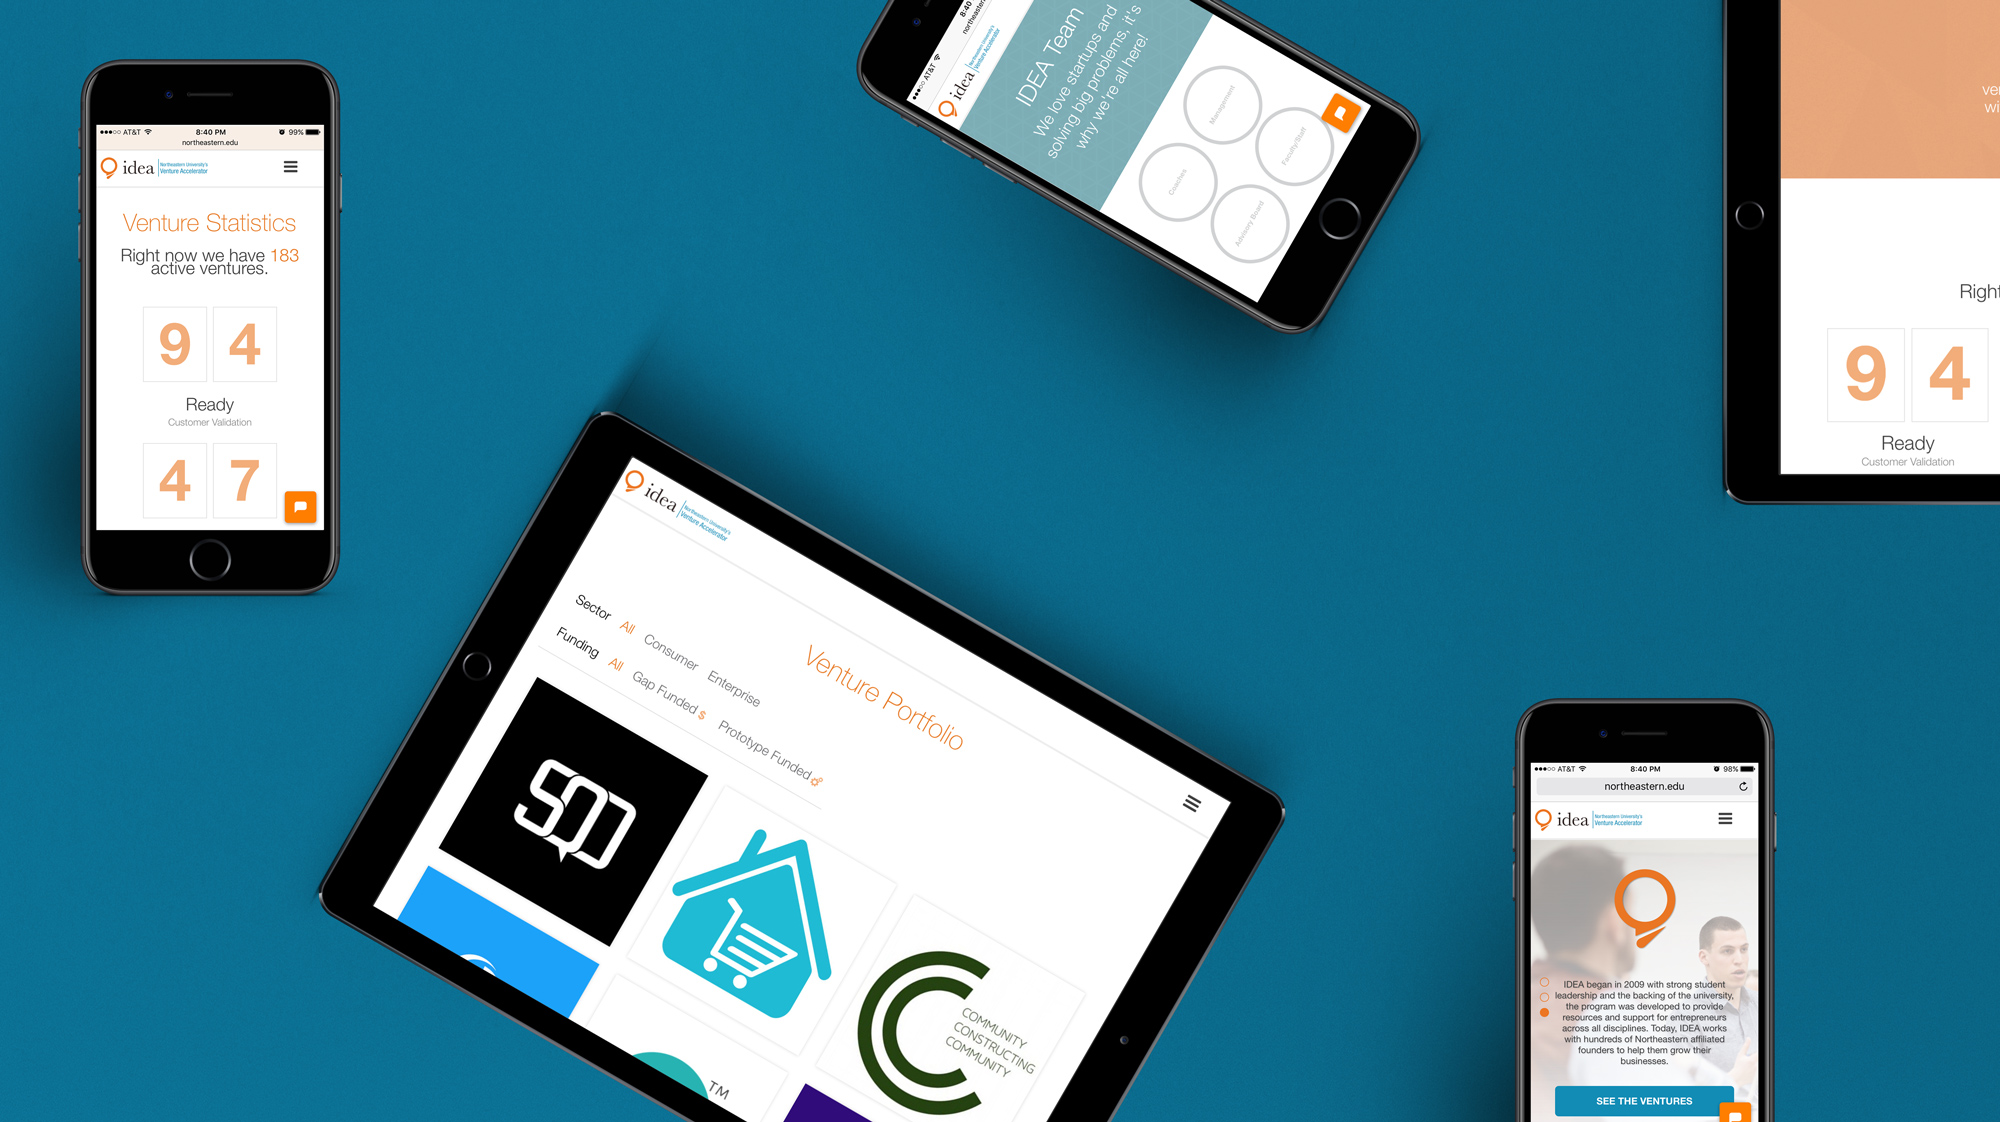 ●●●○○ AT&T 8:40 PM 99%
northeastern.edu
idea
Northeastern University's
Venture Accelerator
Venture Statistics
Right now we have 183
active ventures.
9 4
Ready
Customer Validation
4 7
●●●○○ AT&T 8:40
northeastern
idea
Northeastern University's
Venture Accelerator
IDEA Team
We love startups and
solving big problems, it's
why we're all here!
Management
Faculty/Staff
Coaches
Advisory Board
Right
9 4
Ready
Customer Validation
idea
Northeastern University's
Venture Accelerator
Venture Portfolio
Sector All Consumer Enterprise
Funding All Gap Funded $ Prototype Funded
COMMUNITY
CONSTRUCTING
COMMUNITY
TM
●●●○○ AT&T 8:40 PM 98%
northeastern.edu
idea
Northeastern University's
Venture Accelerator
IDEA began in 2009 with strong student
leadership and the backing of the university,
the program was developed to provide
resources and support for entrepreneurs
across all disciplines. Today, IDEA works
with hundreds of Northeastern affiliated
founders to help them grow their
businesses.
SEE THE VENTURES